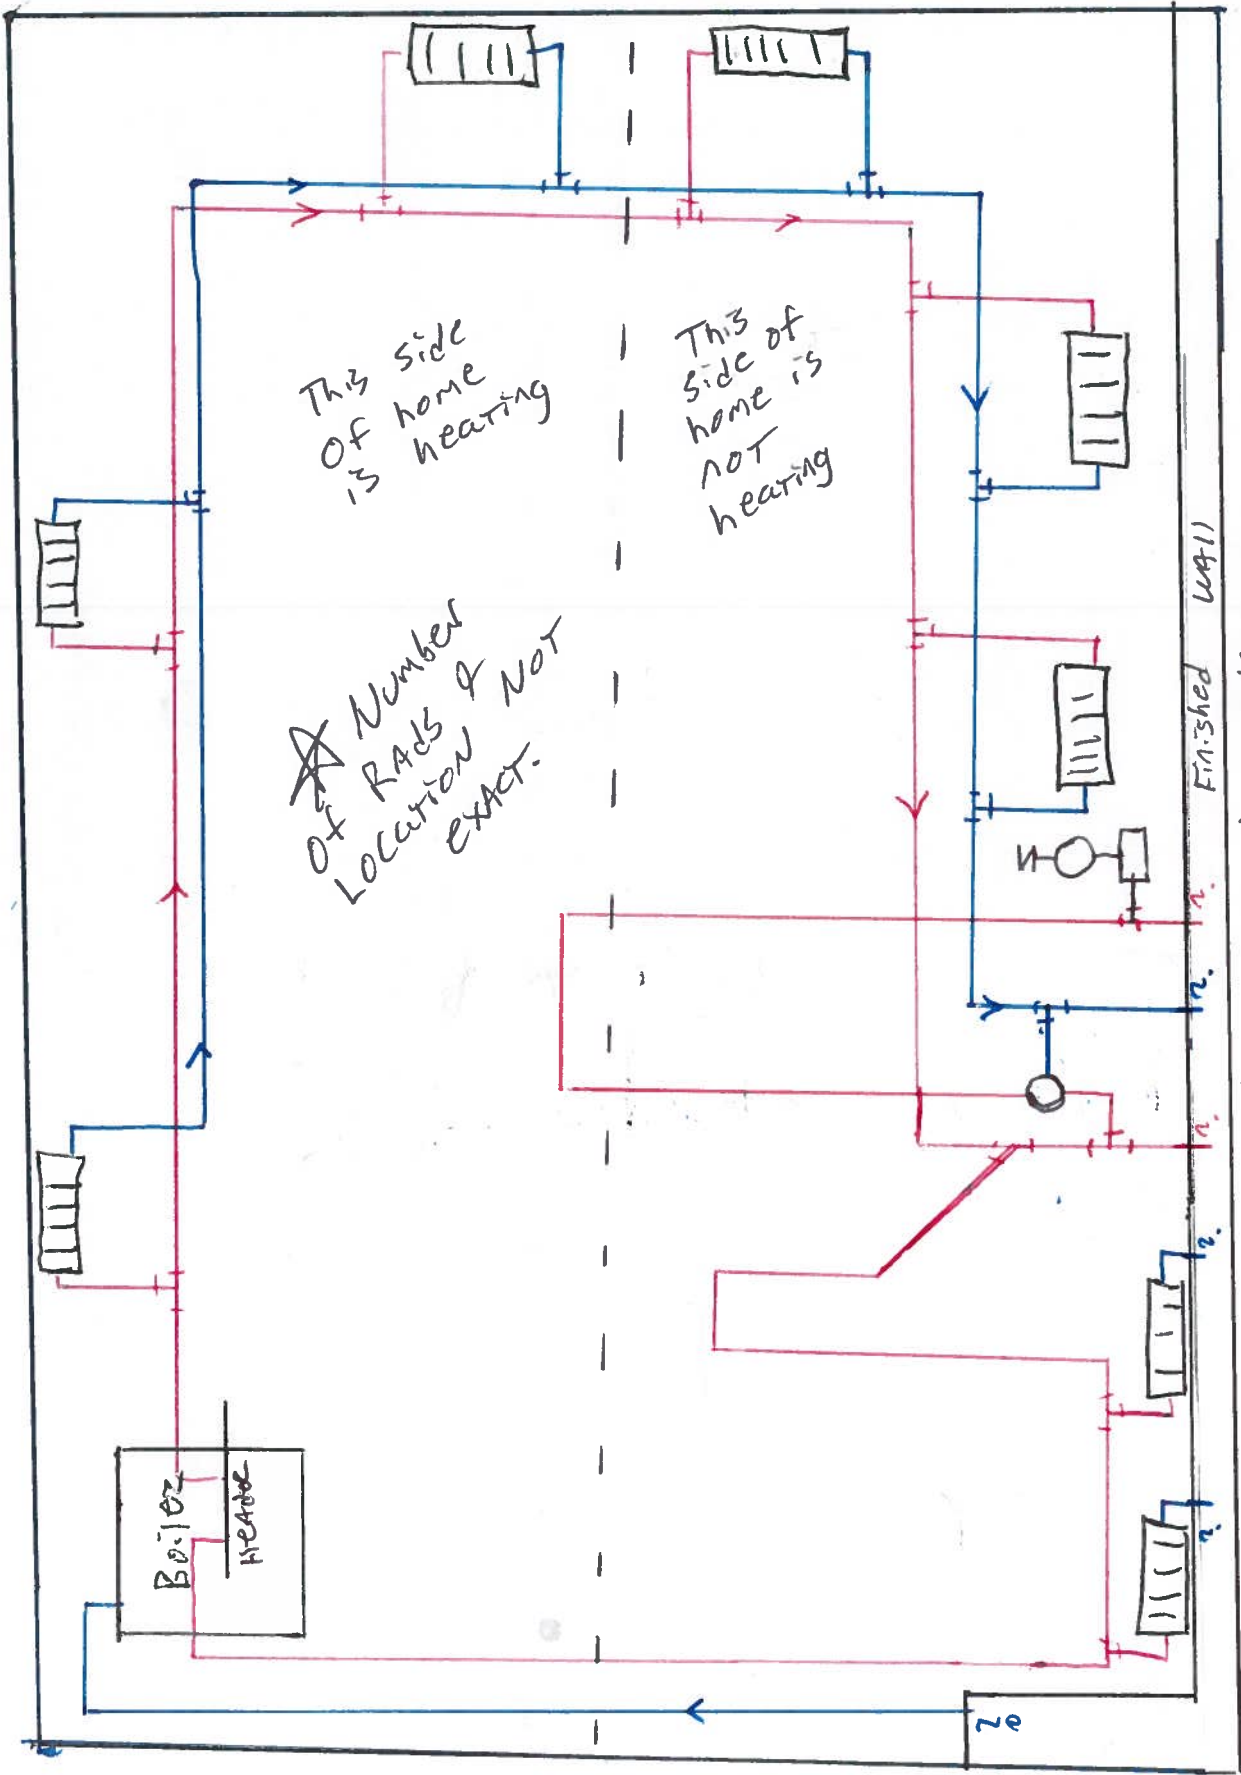 This side
of home
is heating
This
side of
home is
not
heating
☆ Number
of RAds &
Location NOT
exact.
Finished WAll
Boiler
Header